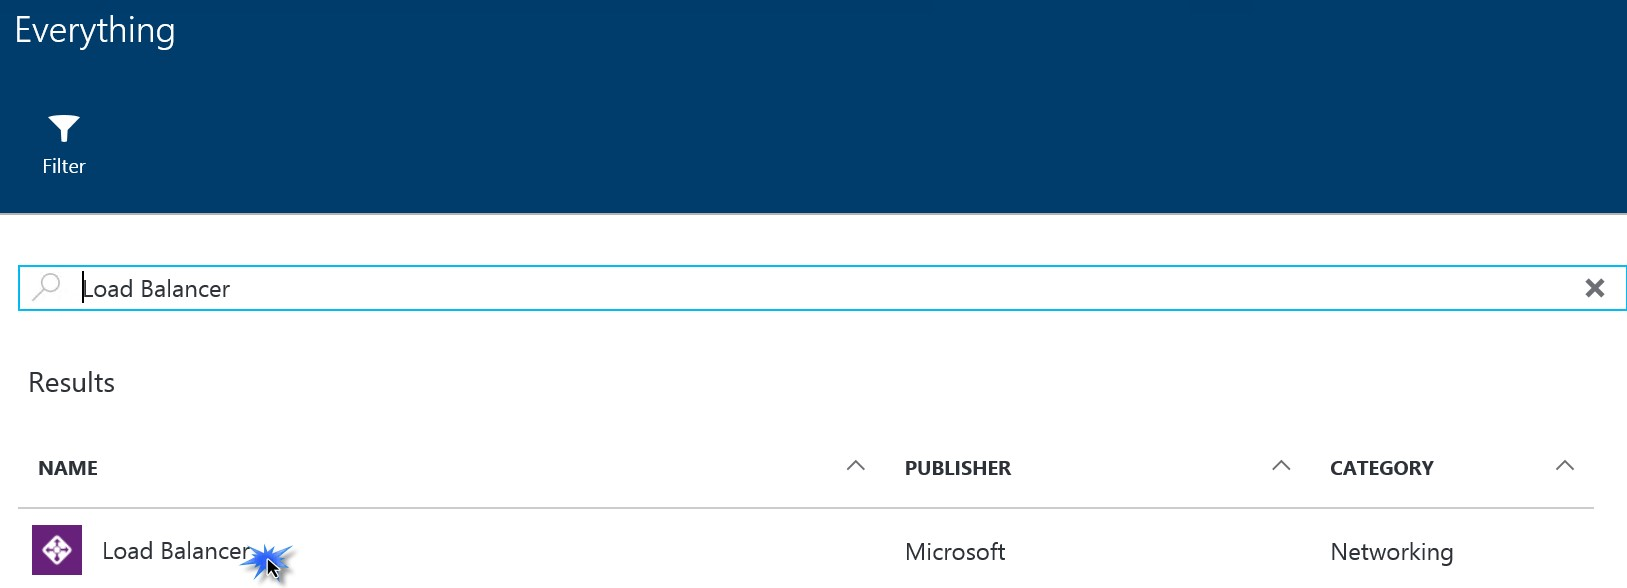 Everything
Filter
Load Balancer
Results
NAME PUBLISHER CATEGORY
Load Balancer Microsoft Networking